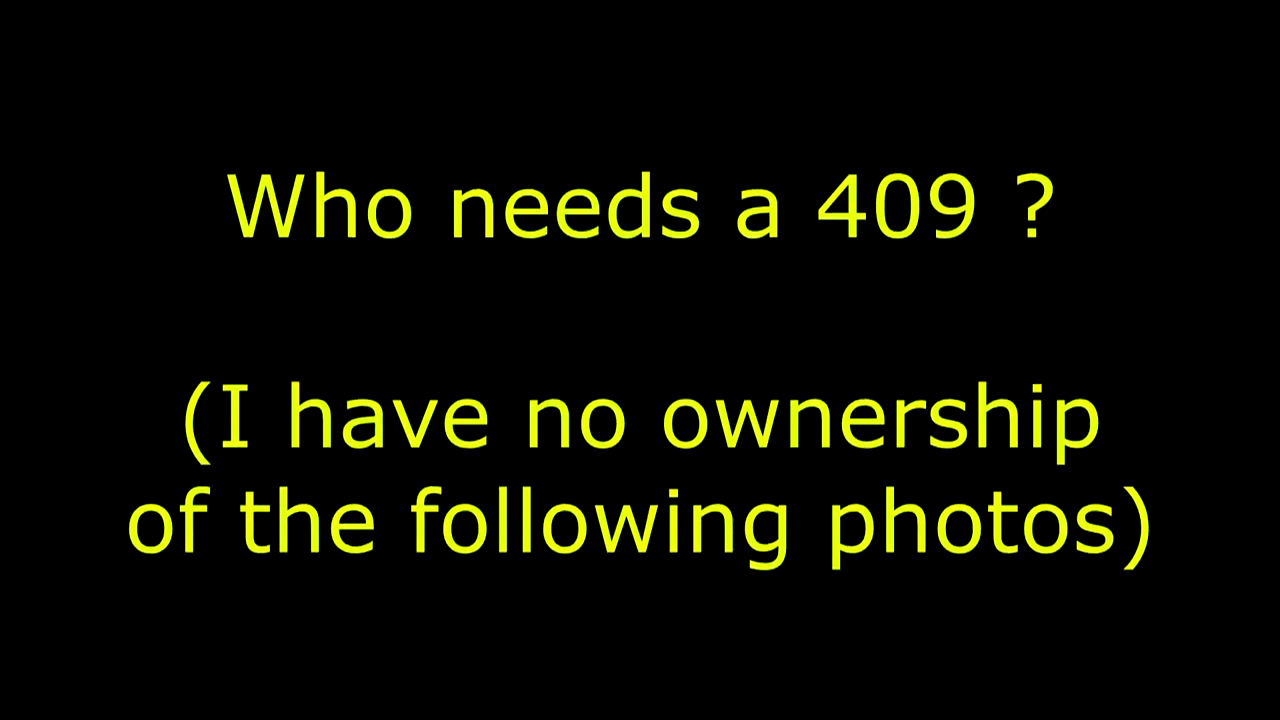 Who needs a 409 ?
(I have no ownership
of the following photos)